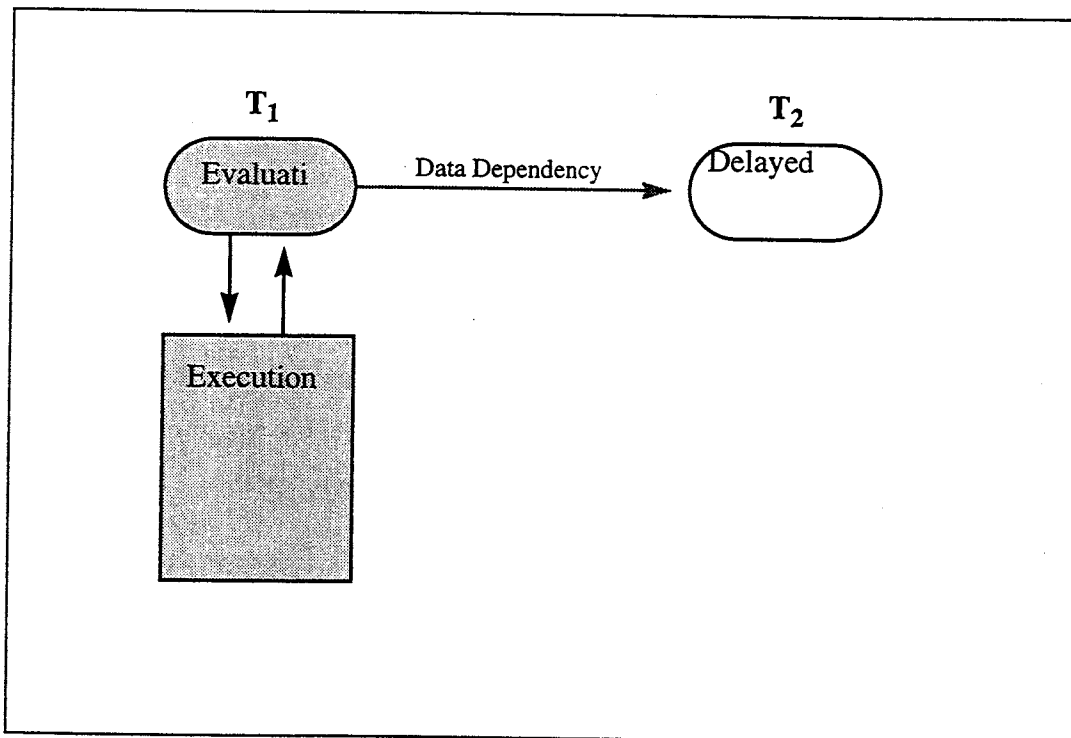 T1
T2
Evaluati
Data Dependency
Delayed
Execution